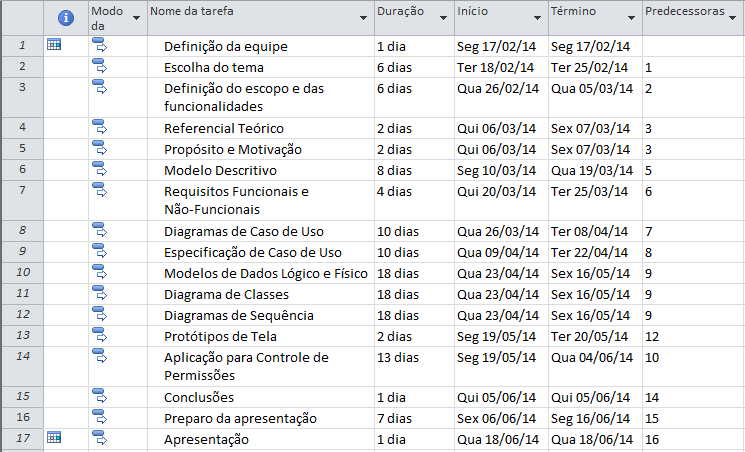 Modo da Nome da tarefa Duração Início Término Predecessoras
1 Definição da equipe 1 dia Seg 17/02/14 Seg 17/02/14
2 Escolha do tema 6 dias Ter 18/02/14 Ter 25/02/14 1
3 Definição do escopo e das funcionalidades 6 dias Qua 26/02/14 Qua 05/03/14 2
4 Referencial Teórico 2 dias Qui 06/03/14 Sex 07/03/14 3
5 Propósito e Motivação 2 dias Qui 06/03/14 Sex 07/03/14 3
6 Modelo Descritivo 8 dias Seg 10/03/14 Qua 19/03/14 5
7 Requisitos Funcionais e Não-Funcionais 4 dias Qui 20/03/14 Ter 25/03/14 6
8 Diagramas de Caso de Uso 10 dias Qua 26/03/14 Ter 08/04/14 7
9 Especificação de Caso de Uso 10 dias Qua 09/04/14 Ter 22/04/14 8
10 Modelos de Dados Lógico e Físico 18 dias Qua 23/04/14 Sex 16/05/14 9
11 Diagrama de Classes 18 dias Qua 23/04/14 Sex 16/05/14 9
12 Diagramas de Sequência 18 dias Qua 23/04/14 Sex 16/05/14 9
13 Protótipos de Tela 2 dias Seg 19/05/14 Ter 20/05/14 12
14 Aplicação para Controle de Permissões 13 dias Seg 19/05/14 Qua 04/06/14 10
15 Conclusões 1 dia Qui 05/06/14 Qui 05/06/14 14
16 Preparo da apresentação 7 dias Sex 06/06/14 Seg 16/06/14 15
17 Apresentação 1 dia Qua 18/06/14 Qua 18/06/14 16